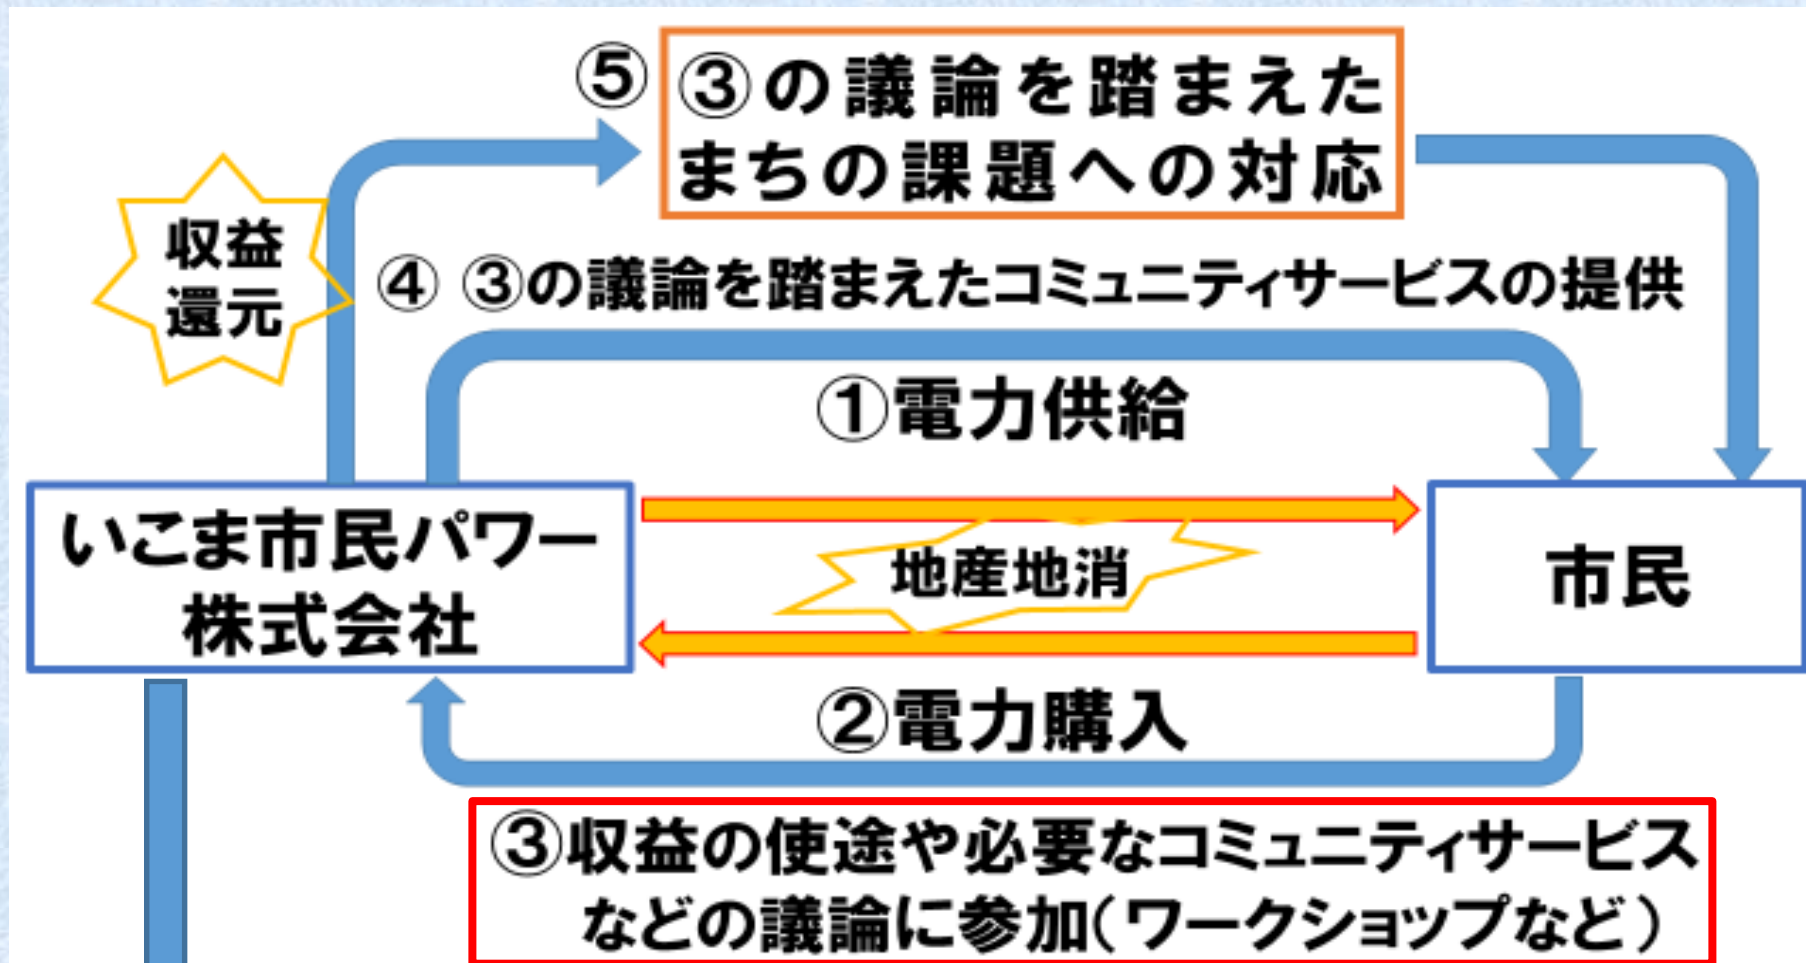 ⑤ ③の議論を踏まえた
まちの課題への対応
収益
還元
④ ③の議論を踏まえたコミュニティサービスの提供
①電力供給
いこま市民パワー
株式会社
地産地消
市民
②電力購入
③収益の使途や必要なコミュニティサービス
などの議論に参加(ワークショップなど)